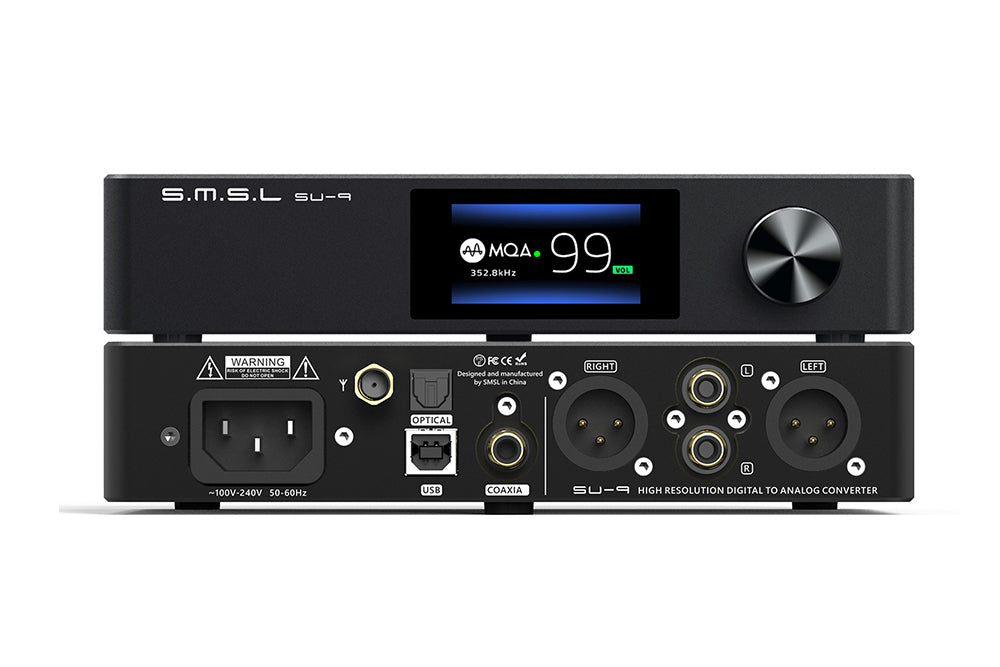 S.M.S.L SU-9
MQA 99
352.8kHz VOL
WARNING
RISK OF ELECTRIC SHOCK
DO NOT OPEN
FC CE
Designed and manufactured
by SMSL in China
RIGHT
L
LEFT
OPTICAL
R
USB
COAXIA
~100V-240V 50-60Hz
SU-9 HIGH RESOLUTION DIGITAL TO ANALOG CONVERTER